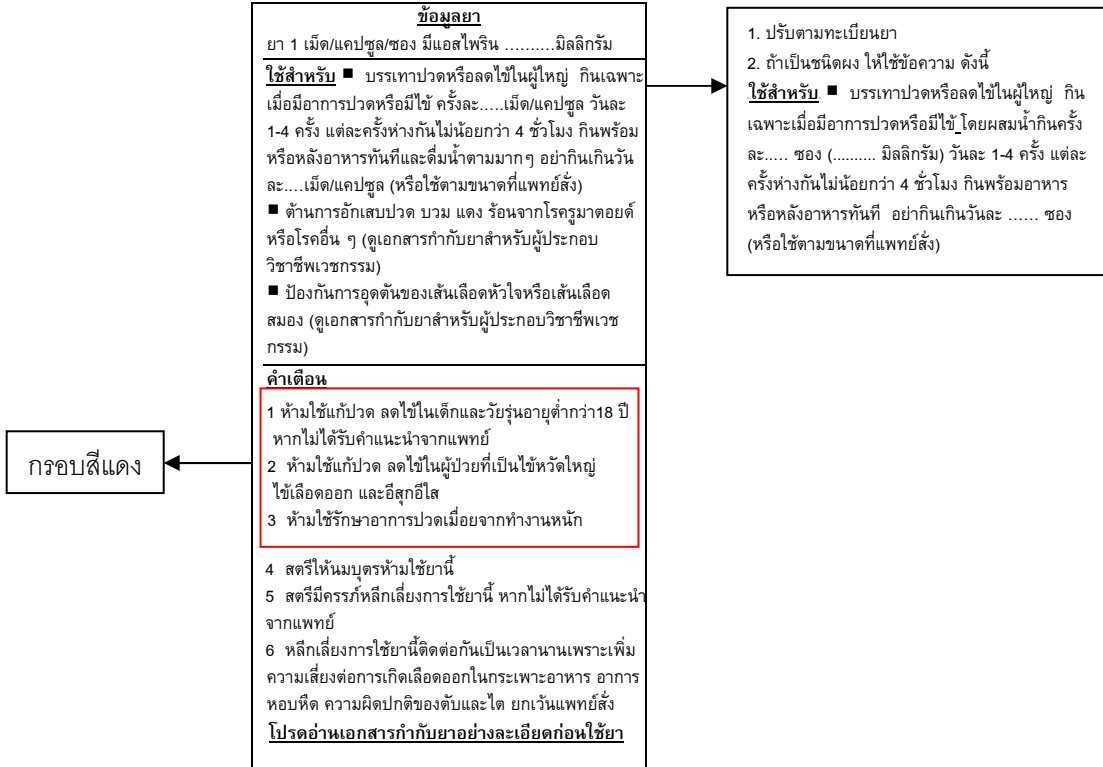 ข้อมูลยา
ยา 1 เม็ด/แคปซูล/ซอง มีแอสไพริน ..........มิลลิกรัม
ใช้สำหรับ ■ บรรเทาปวดหรือลดไข้ในผู้ใหญ่ กินเฉพาะ
เมื่อมีอาการปวดหรือมีไข้ ครั้งละ.....เม็ด/แคปซูล วันละ
1-4 ครั้ง แต่ละครั้งห่างกันไม่น้อยกว่า 4 ชั่วโมง กินพร้อม
หรือหลังอาหารทันทีและดื่มน้ำตามมากๆ อย่ากินเกินวัน
ละ....เม็ด/แคปซูล (หรือใช้ตามขนาดที่แพทย์สั่ง)
■ ต้านการอักเสบปวด บวม แดง ร้อนจากโรครูมาตอยด์
หรือโรคอื่น ๆ (ดูเอกสารกำกับยาสำหรับผู้ประกอบ
วิชาชีพเวชกรรม)
■ ป้องกันการอุดตันของเส้นเลือดหัวใจหรือเส้นเลือด
สมอง (ดูเอกสารกำกับยาสำหรับผู้ประกอบวิชาชีพเวช
กรรม)
คำเตือน
1 ห้ามใช้แก้ปวด ลดไข้ในเด็กและวัยรุ่นอายุต่ำกว่า18 ปี
หากไม่ได้รับคำแนะนำจากแพทย์
2 ห้ามใช้แก้ปวด ลดไข้ในผู้ป่วยที่เป็นไข้หวัดใหญ่
ไข้เลือดออก และอีสุกอีใส
3 ห้ามใช้รักษาอาการปวดเมื่อยจากทำงานหนัก
4 สตรีให้นมบุตรห้ามใช้ยานี้
5 สตรีมีครรภ์หลีกเลี่ยงการใช้ยานี้ หากไม่ได้รับคำแนะนำ
จากแพทย์
6 หลีกเลี่ยงการใช้ยานี้ติดต่อกันเป็นเวลานานเพราะเพิ่ม
ความเสี่ยงต่อการเกิดเลือดออกในกระเพาะอาหาร อาการ
หอบหืด ความผิดปกติของตับและไต ยกเว้นแพทย์สั่ง
โปรดอ่านเอกสารกำกับยาอย่างละเอียดก่อนใช้ยา
กรอบสีแดง
1. ปรับตามทะเบียนยา
2. ถ้าเป็นชนิดผง ให้ใช้ข้อความ ดังนี้
ใช้สำหรับ ■ บรรเทาปวดหรือลดไข้ในผู้ใหญ่ กิน
เฉพาะเมื่อมีอาการปวดหรือมีไข้ โดยผสมน้ำกินครั้ง
ละ..... ซอง (.......... มิลลิกรัม) วันละ 1-4 ครั้ง แต่ละ
ครั้งห่างกันไม่น้อยกว่า 4 ชั่วโมง กินพร้อมอาหาร
หรือหลังอาหารทันที อย่ากินเกินวันละ ...... ซอง
(หรือใช้ตามขนาดที่แพทย์สั่ง)